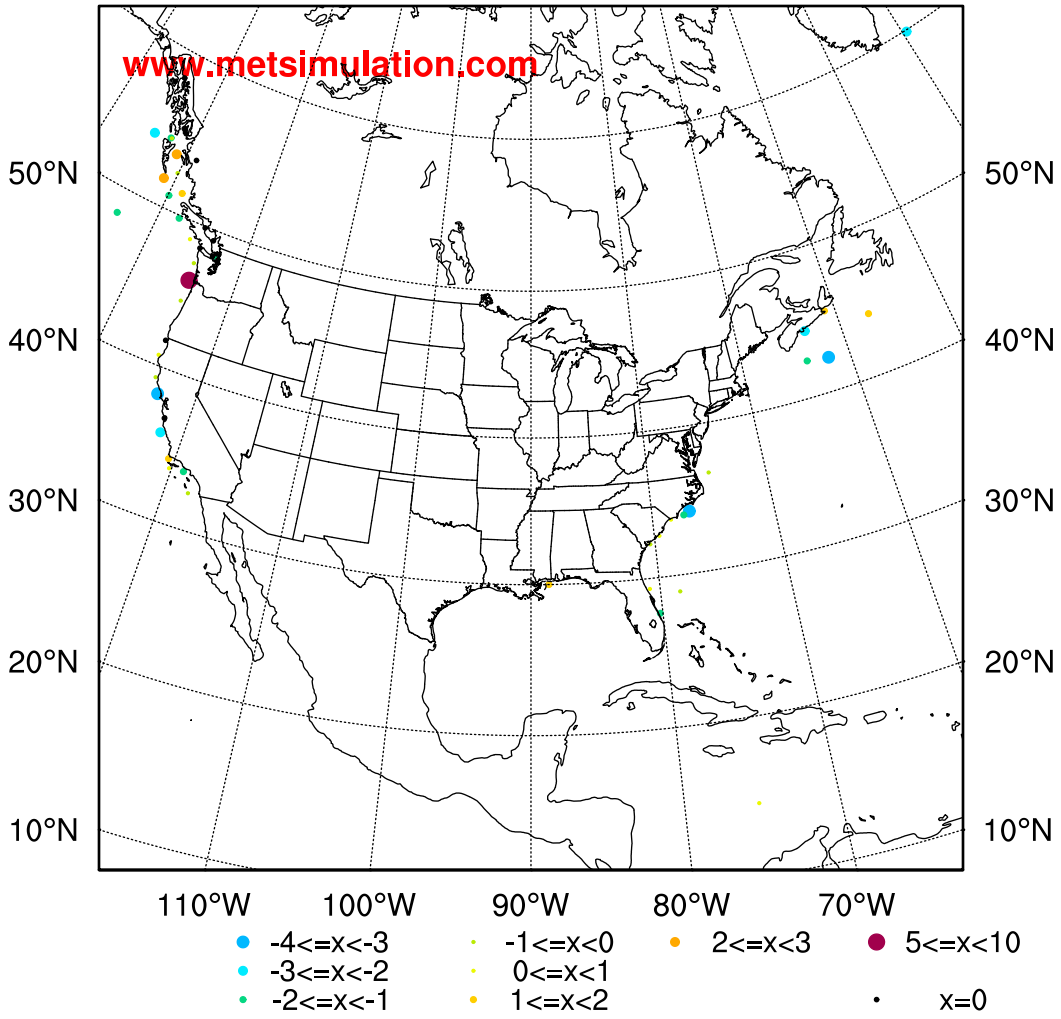 www.metsimulation.com
50°N 50°N
40°N 40°N
30°N 30°N
20°N 20°N
10°N 10°N
110°W 100°W 90°W 80°W 70°W
-4<=x<-3 -1<=x<0 2<=x<3 5<=x<10
-3<=x<-2 0<=x<1
-2<=x<-1 1<=x<2 x=0